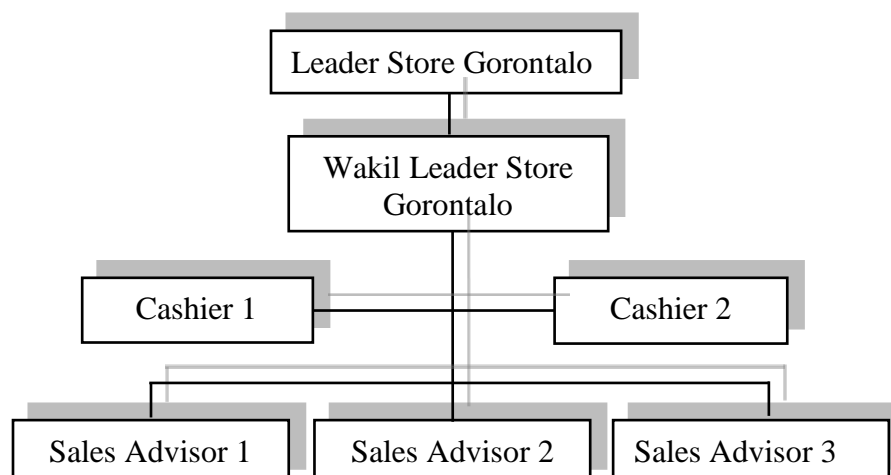 Leader Store Gorontalo
Wakil Leader Store
Gorontalo
Cashier 1
Cashier 2
Sales Advisor 1
Sales Advisor 2
Sales Advisor 3